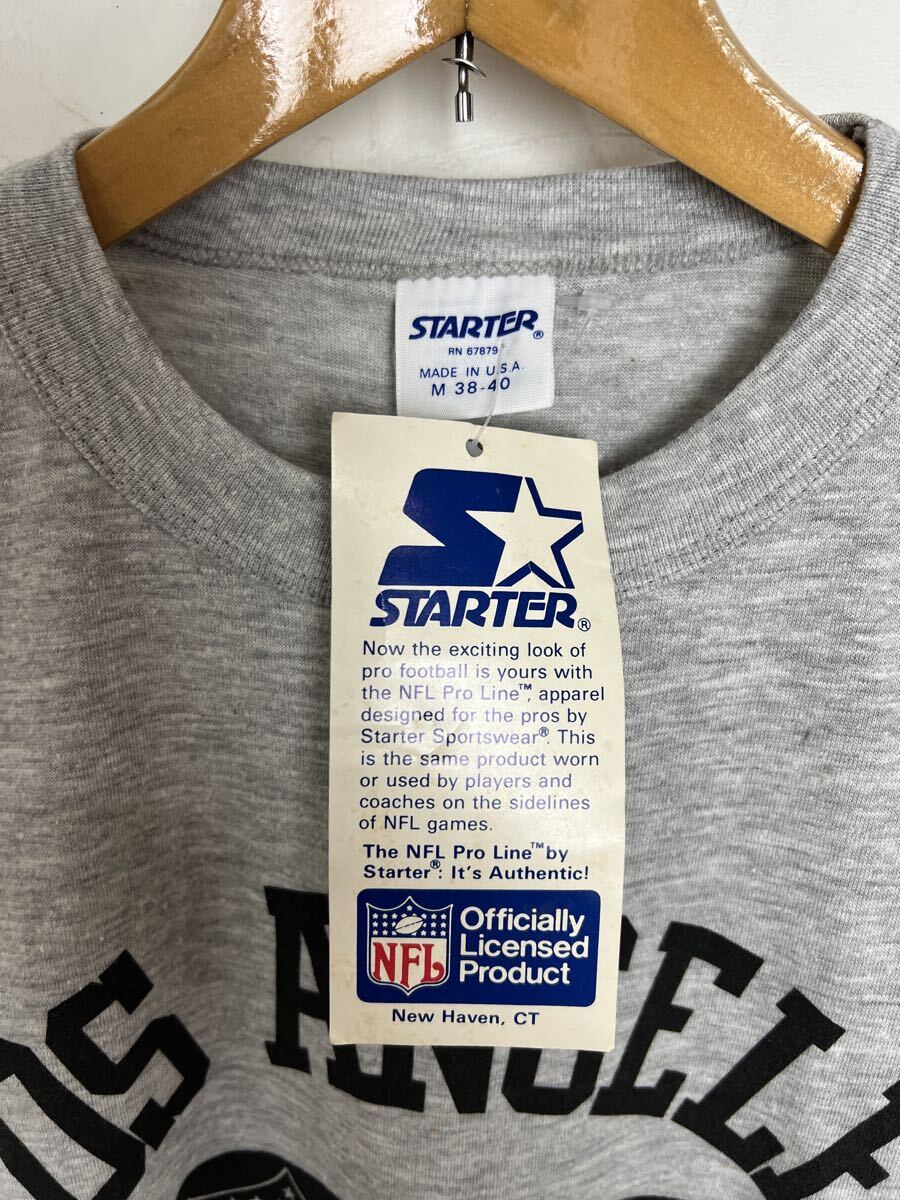 STARTER®
RN 67879
MADE IN U.S.A.
M 38-40
STARTER®
Now the exciting look of
pro football is yours with
the NFL Pro Line™, apparel
designed for the pros by
Starter Sportswear®. This
is the same product worn
or used by players and
coaches on the sidelines
of NFL games.
The NFL Pro Line™ by
Starter®: It's Authentic!
NFL
Officially
Licensed
Product
New Haven, CT